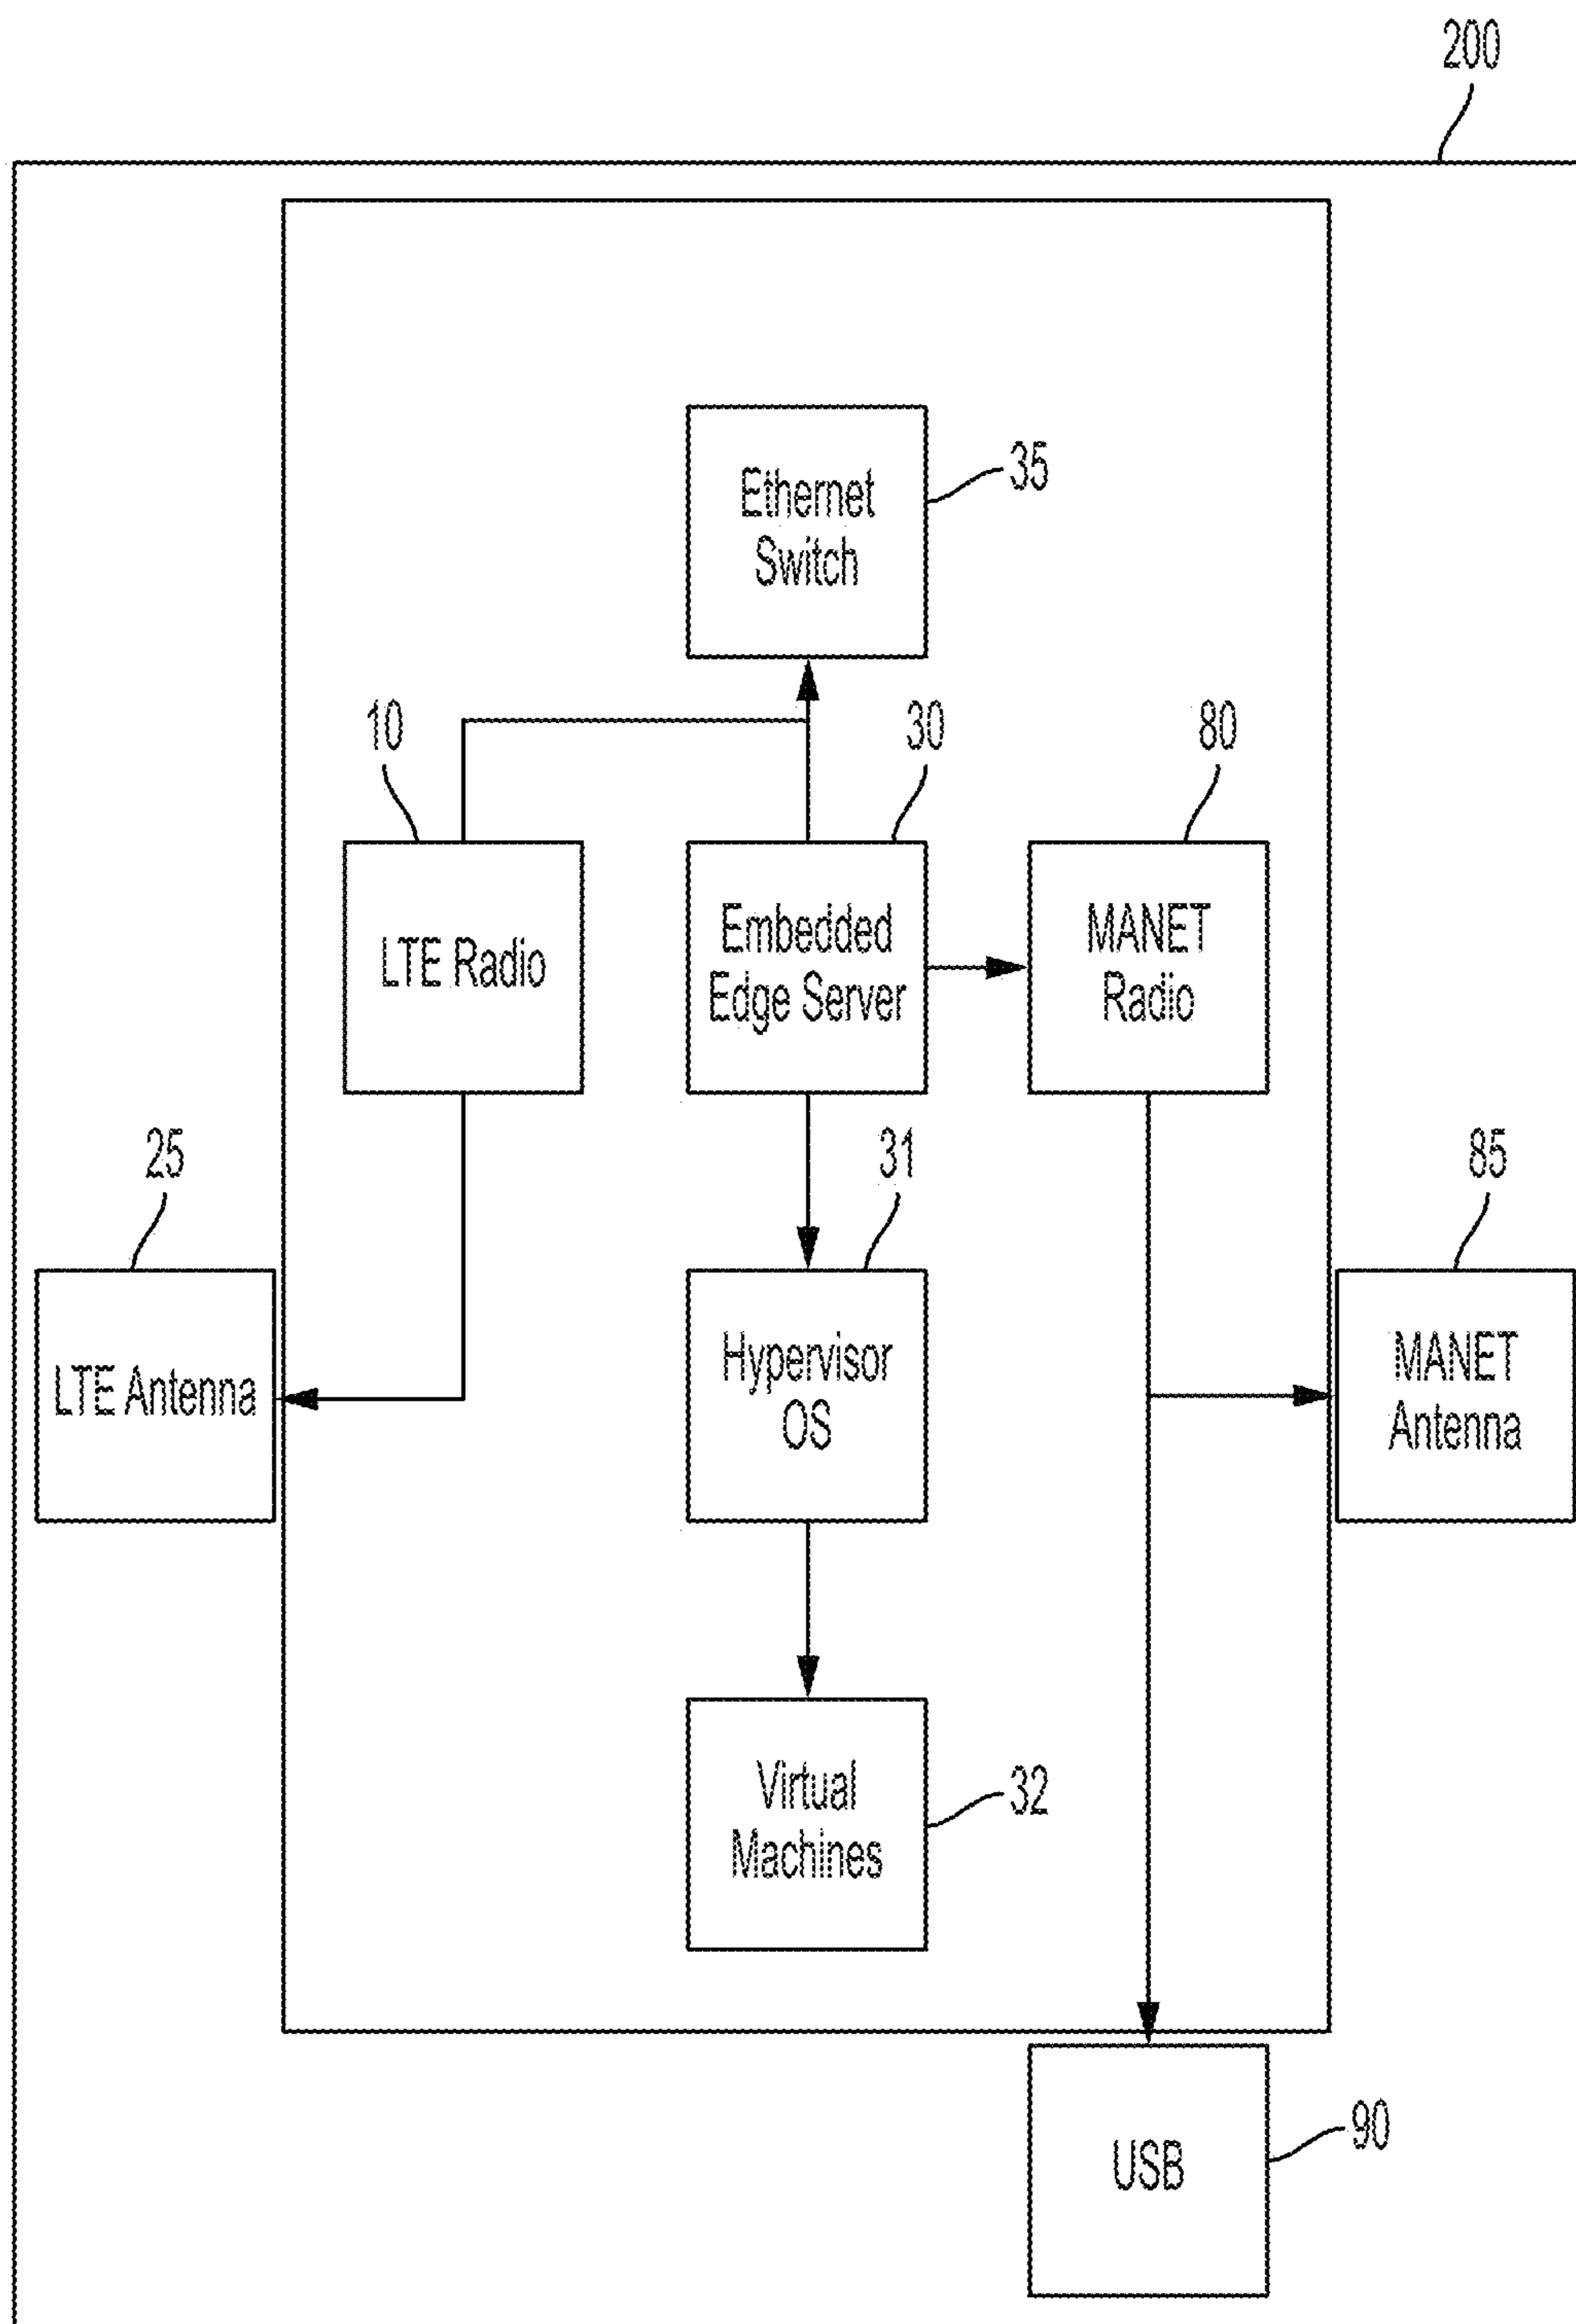 200
Ethernet
Switch
35
10
30
80
LTE Radio
Embedded
Edge Server
MANET
Radio
25
31
85
LTE Antenna
Hypervisor
OS
MANET
Antenna
Virtual
Machines
32
USB
90